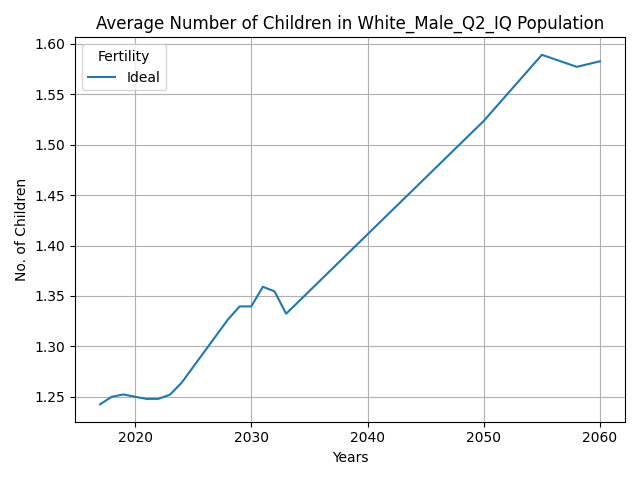 Average Number of Children in White_Male_Q2_IQ Population
Fertility
Ideal
1.60
1.55
1.50
1.45
1.40
1.35
1.30
1.25
No. of Children
2020 2030 2040 2050 2060
Years